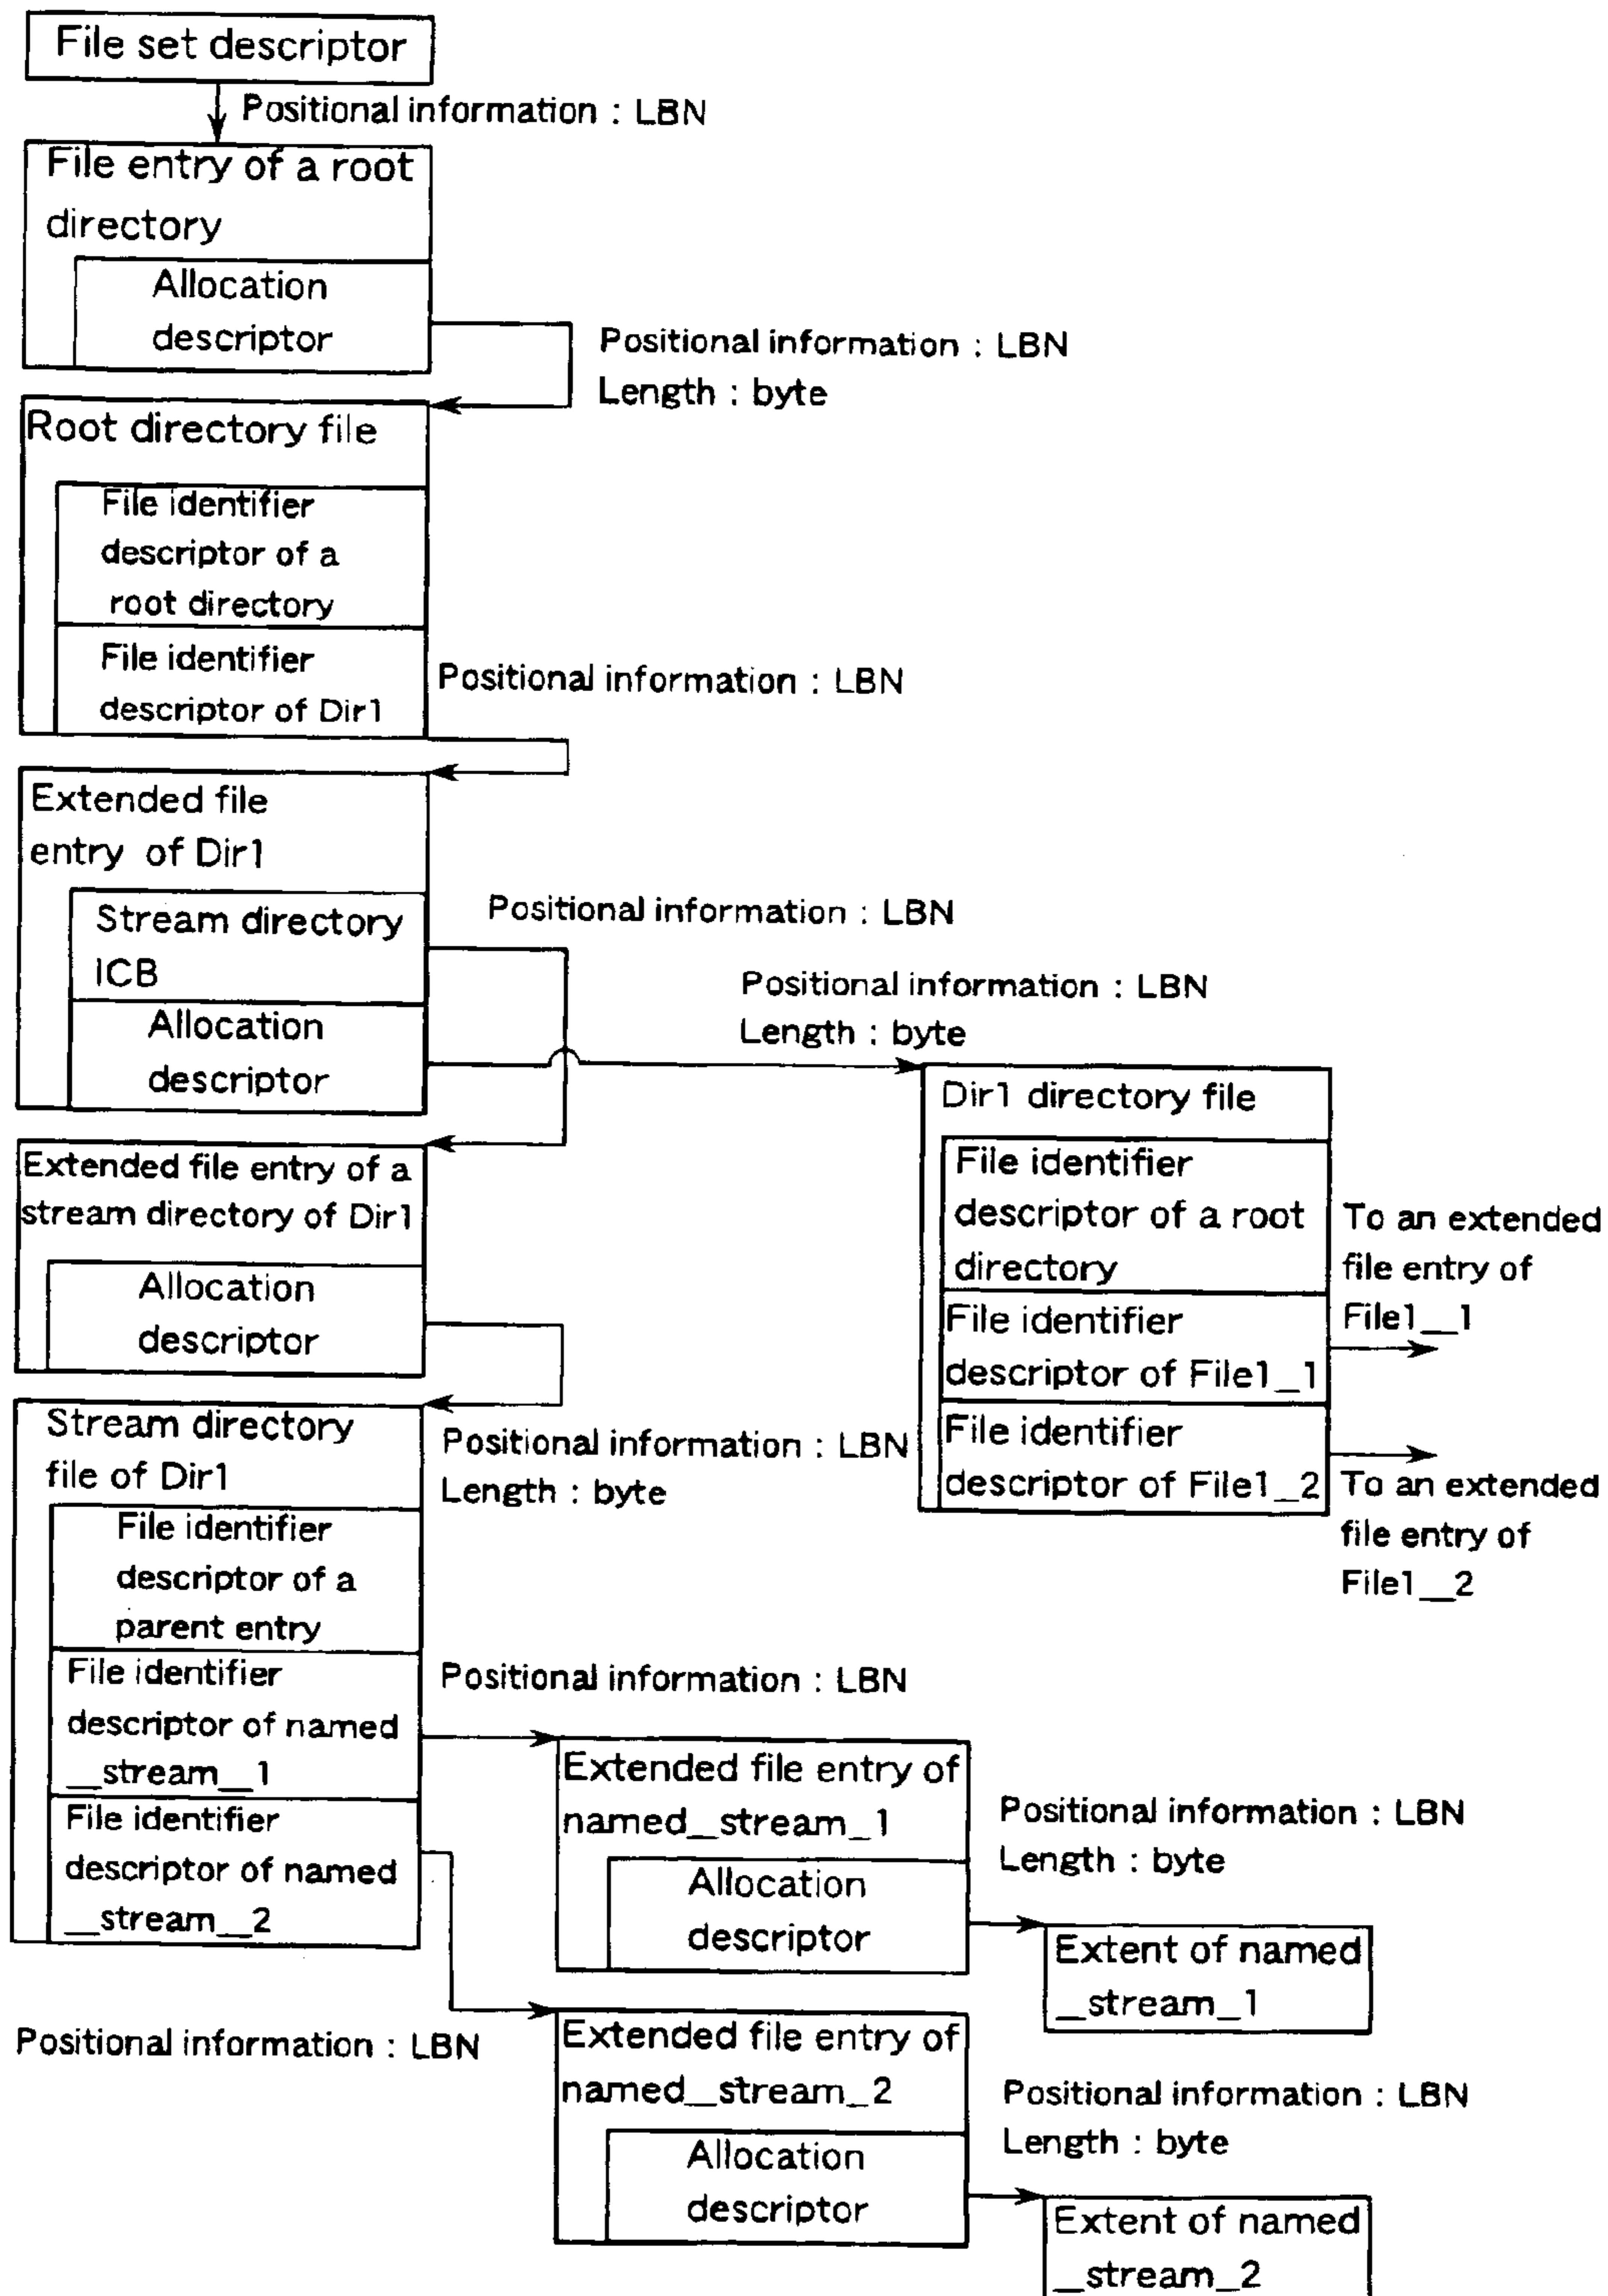 File set descriptor
Positional information : LBN
File entry of a root
directory
Allocation
descriptor
Positional information : LBN
Length : byte
Root directory file
File identifier
descriptor of a
root directory
File identifier
descriptor of Dir1
Positional information : LBN
Extended file
entry of Dir1
Stream directory
ICB
Allocation
descriptor
Positional information : LBN
Positional information : LBN
Length : byte
Dir1 directory file
File identifier
descriptor of a root
directory
File identifier
descriptor of File1_1
File identifier
descriptor of File1_2
To an extended
file entry of
File1__1
To an extended
file entry of
File1__2
Extended file entry of a
stream directory of Dir1
Allocation
descriptor
Positional information : LBN
Length : byte
Stream directory
file of Dir1
File identifier
descriptor of a
parent entry
File identifier
descriptor of named
__stream__1
File identifier
descriptor of named
__stream__2
Positional information : LBN
Extended file entry of
named__stream_1
Allocation
descriptor
Positional information : LBN
Length : byte
Extent of named
_stream_1
Positional information : LBN
Extended file entry of
named__stream_2
Allocation
descriptor
Positional information : LBN
Length : byte
Extent of named
_stream_2